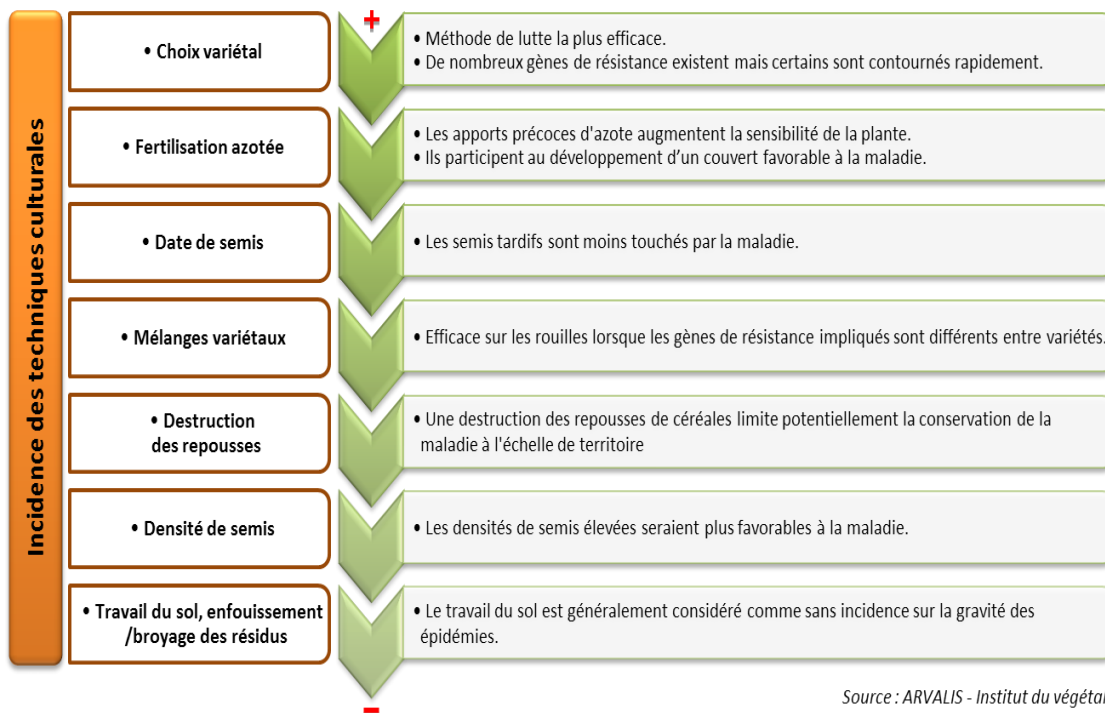 Incidence des techniques culturales
+
• Choix variétal
• Méthode de lutte la plus efficace.
• De nombreux gènes de résistance existent mais certains sont contournés rapidement.
• Fertilisation azotée
• Les apports précoces d'azote augmentent la sensibilité de la plante.
• Ils participent au développement d’un couvert favorable à la maladie.
• Date de semis
• Les semis tardifs sont moins touchés par la maladie.
• Mélanges variétaux
• Efficace sur les rouilles lorsque les gènes de résistance impliqués sont différents entre variétés.
• Destruction
des repousses
• Une destruction des repousses de céréales limite potentiellement la conservation de la
maladie à l'échelle de territoire
• Densité de semis
• Les densités de semis élevées seraient plus favorables à la maladie.
• Travail du sol, enfouissement
/broyage des résidus
• Le travail du sol est généralement considéré comme sans incidence sur la gravité des
épidémies.
-
Source : ARVALIS - Institut du végétal